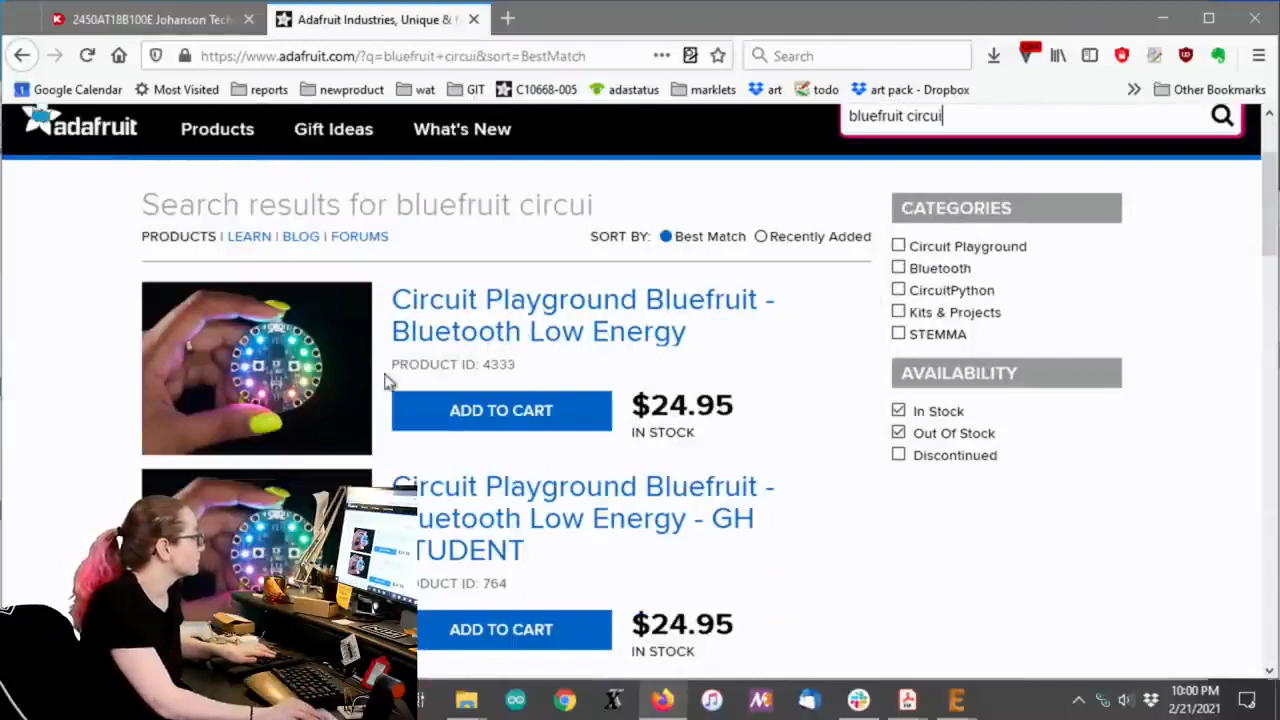 2450AT18B100E Johanson Tech
Adafruit Industries, Unique &
https://www.adafruit.com/?q=bluefruit+circui&sort=BestMatch
Search
Google Calendar
Most Visited
reports
newproduct
wat
GIT
C10668-005
adastatus
marklets
art
todo
art pack - Dropbox
Other Bookmarks
adafruit
Products
Gift Ideas
What's New
bluefruit circui
Search results for bluefruit circui
PRODUCTS | LEARN | BLOG | FORUMS
SORT BY: Best Match Recently Added
Circuit Playground Bluefruit -
Bluetooth Low Energy
PRODUCT ID: 4333
ADD TO CART
$24.95
IN STOCK
Circuit Playground Bluefruit -
uetooth Low Energy - GH
TUDENT
ODUCT ID: 764
ADD TO CART
$24.95
IN STOCK
CATEGORIES
Circuit Playground
Bluetooth
CircuitPython
Kits & Projects
STEMMA
AVAILABILITY
In Stock
Out Of Stock
Discontinued
10:00 PM
2/21/2021